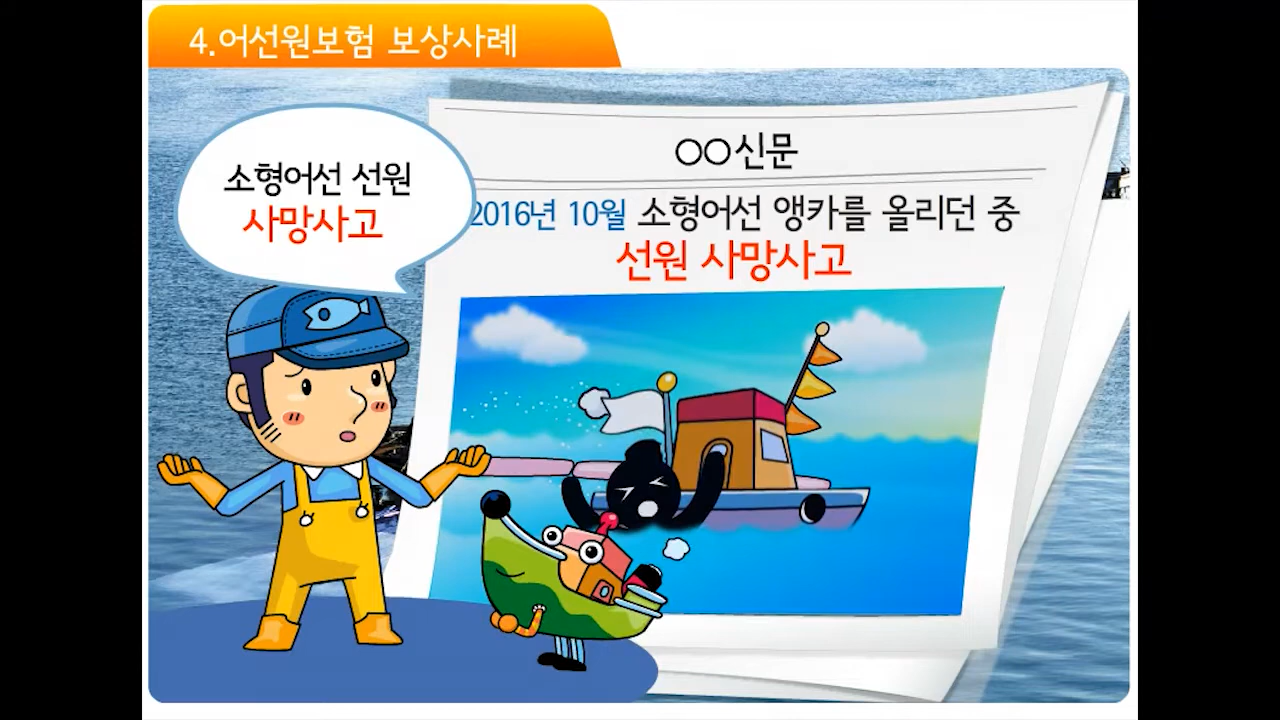 4.어선원보험 보상사례
소형어선 선원
사망사고
○○신문
2016년 10월 소형어선 앵카를 올리던 중
선원 사망사고